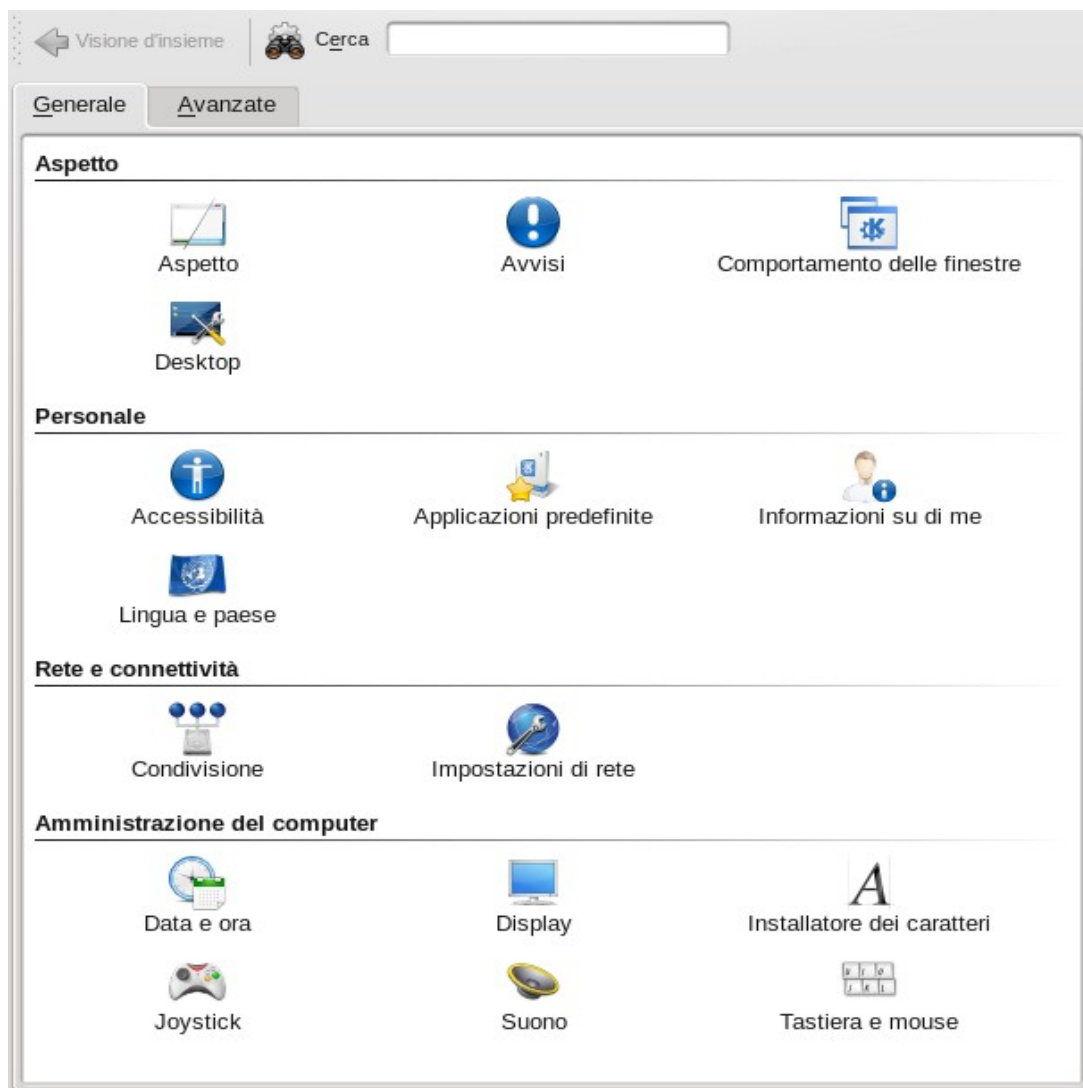 Visione d'insieme Cerca
Generale Avanzate
Aspetto
Aspetto Avvisi Comportamento delle finestre
Desktop
Personale
Accessibilità Applicazioni predefinite Informazioni su di me
Lingua e paese
Rete e connettività
Condivisione Impostazioni di rete
Amministrazione del computer
Data e ora Display Installatore dei caratteri
Joystick Suono Tastiera e mouse